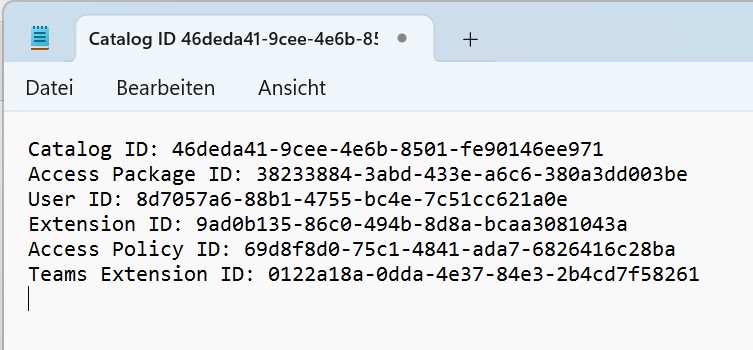 Catalog ID 46deda41-9cee-4e6b-85
Datei Bearbeiten Ansicht
Catalog ID: 46deda41-9cee-4e6b-8501-fe90146ee971
Access Package ID: 38233884-3abd-433e-a6c6-380a3dd003be
User ID: 8d7057a6-88b1-4755-bc4e-7c51cc621a0e
Extension ID: 9ad0b135-86c0-494b-8d8a-bcaa3081043a
Access Policy ID: 69d8f8d0-75c1-4841-ada7-6826416c28ba
Teams Extension ID: 0122a18a-0dda-4e37-84e3-2b4cd7f58261